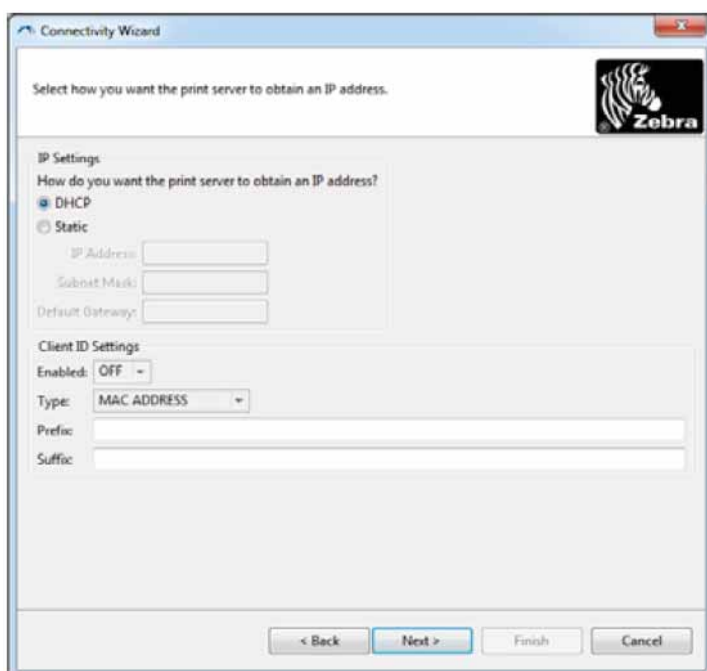 Connectivity Wizard
Select how you want the print server to obtain an IP address.
® Zebra
IP Settings
How do you want the print server to obtain an IP address?
DHCP
Static
IP Address:
Subnet Mask:
Default Gateway:
Client ID Settings
Enabled: OFF
Type: MAC ADDRESS
Prefix:
Suffix:
< Back Next > Finish Cancel